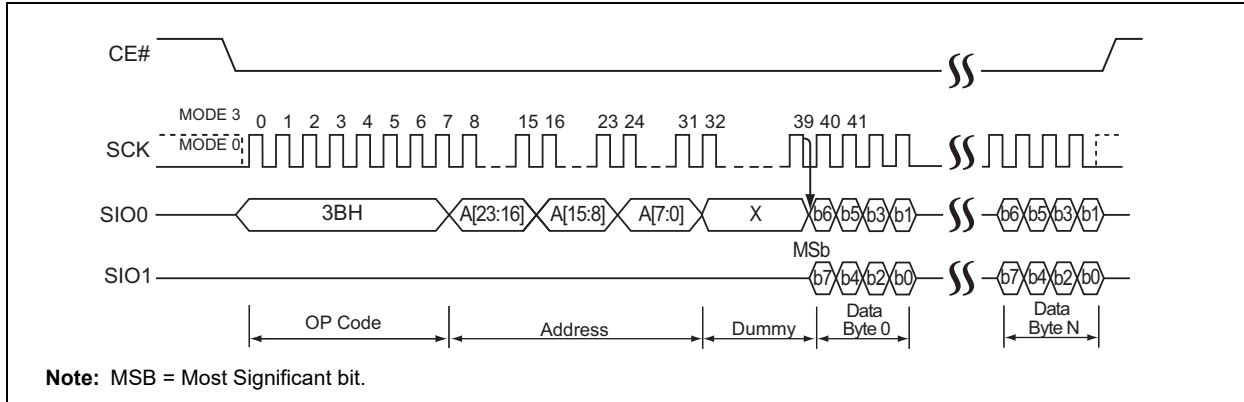 CE#
MODE 3
0 1 2 3 4 5 6 7 8 15 16 23 24 31 32 39 40 41
SCK
MODE 0
SIO0 3BH A[23:16] A[15:8] A[7:0] X b6 b5 b3 b1 b6 b5 b3 b1
MSb
SIO1 b7 b4 b2 b0 b7 b4 b2 b0
OP Code Address Dummy Data Byte 0 Data Byte N
Note: MSB = Most Significant bit.